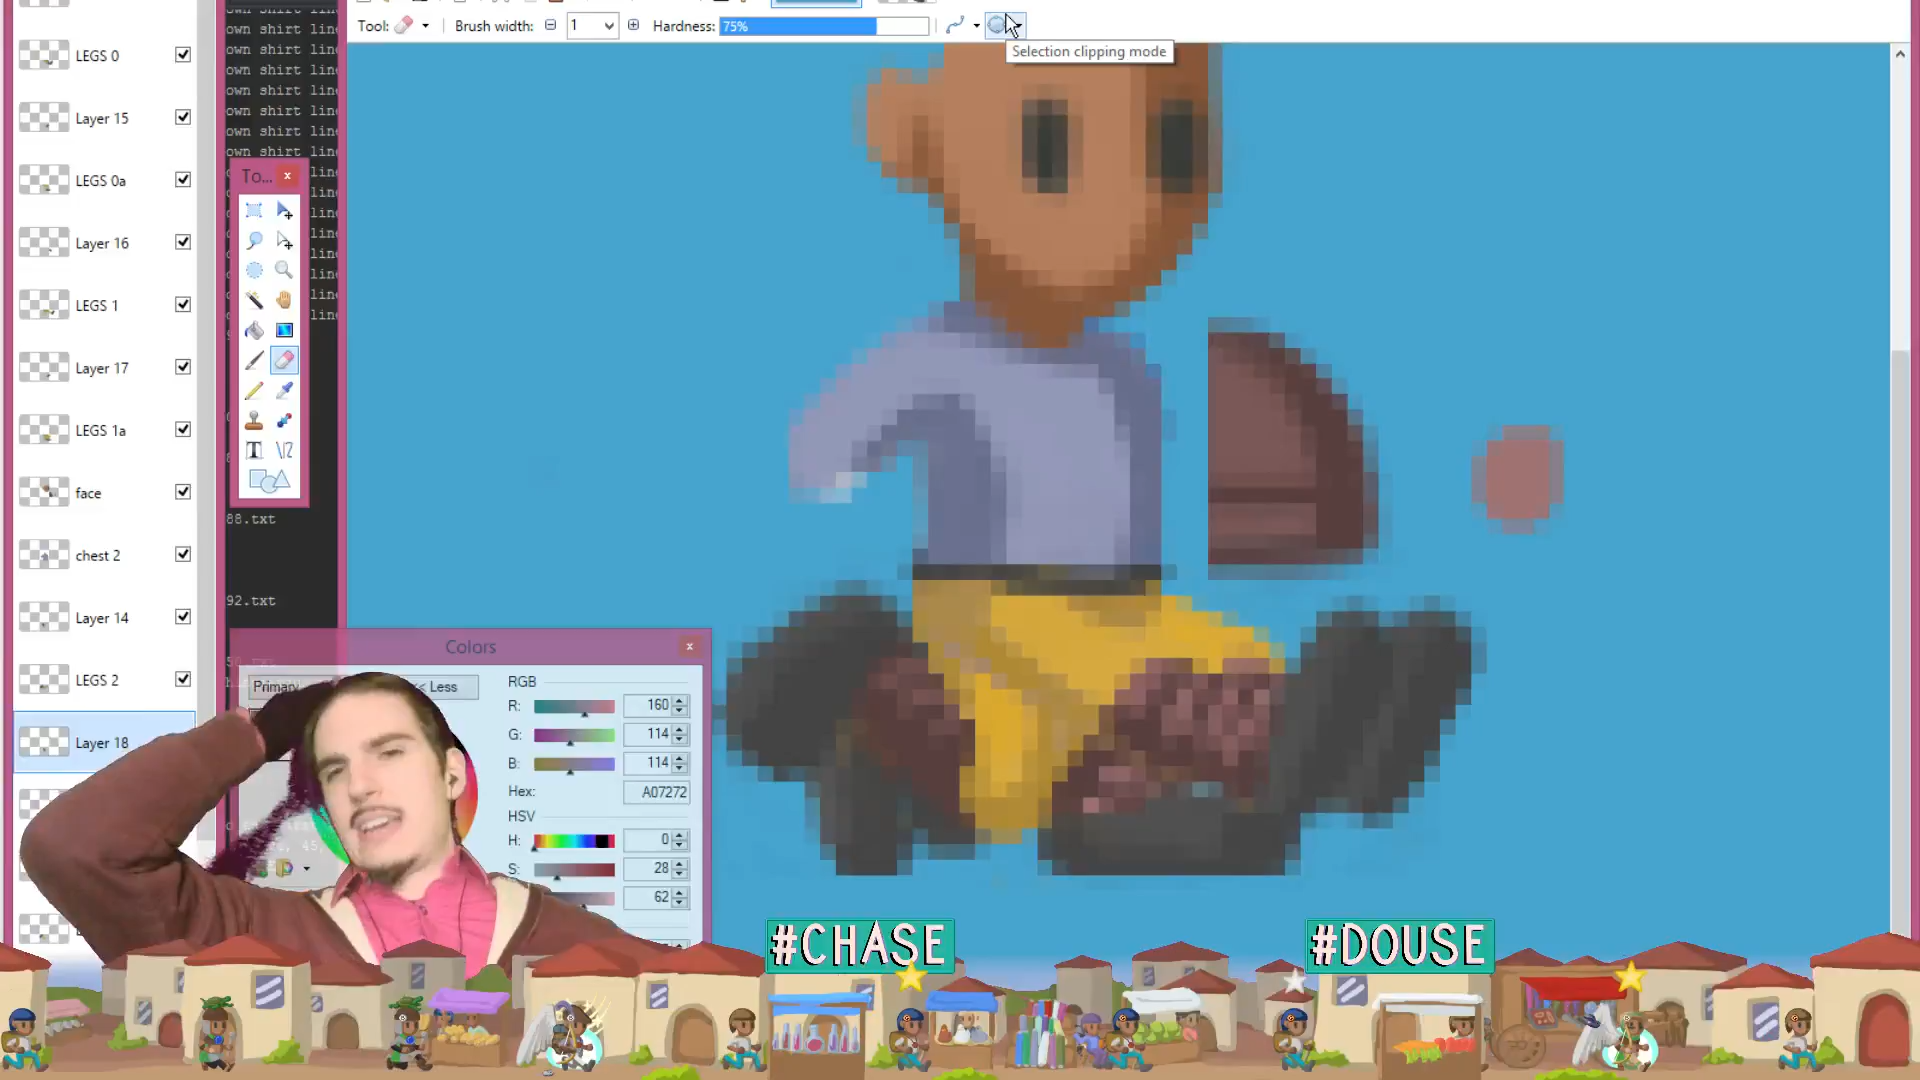 Tool:
Brush width:
1
Hardness:
75%
Selection clipping mode
LEGS 0
Layer 15
LEGS 0a
Layer 16
LEGS 1
Layer 17
LEGS 1a
face
chest 2
Layer 14
LEGS 2
Layer 18
own shirt line
own shirt line
own shirt line
own shirt line
own shirt line
own shirt line
own shirt line
To...
88.txt
92.txt
Colors
Primary
<< Less
RGB
R:
160
G:
114
B:
114
Hex:
A07272
HSV
H:
0
S:
28
62
#CHASE
#DOUSE